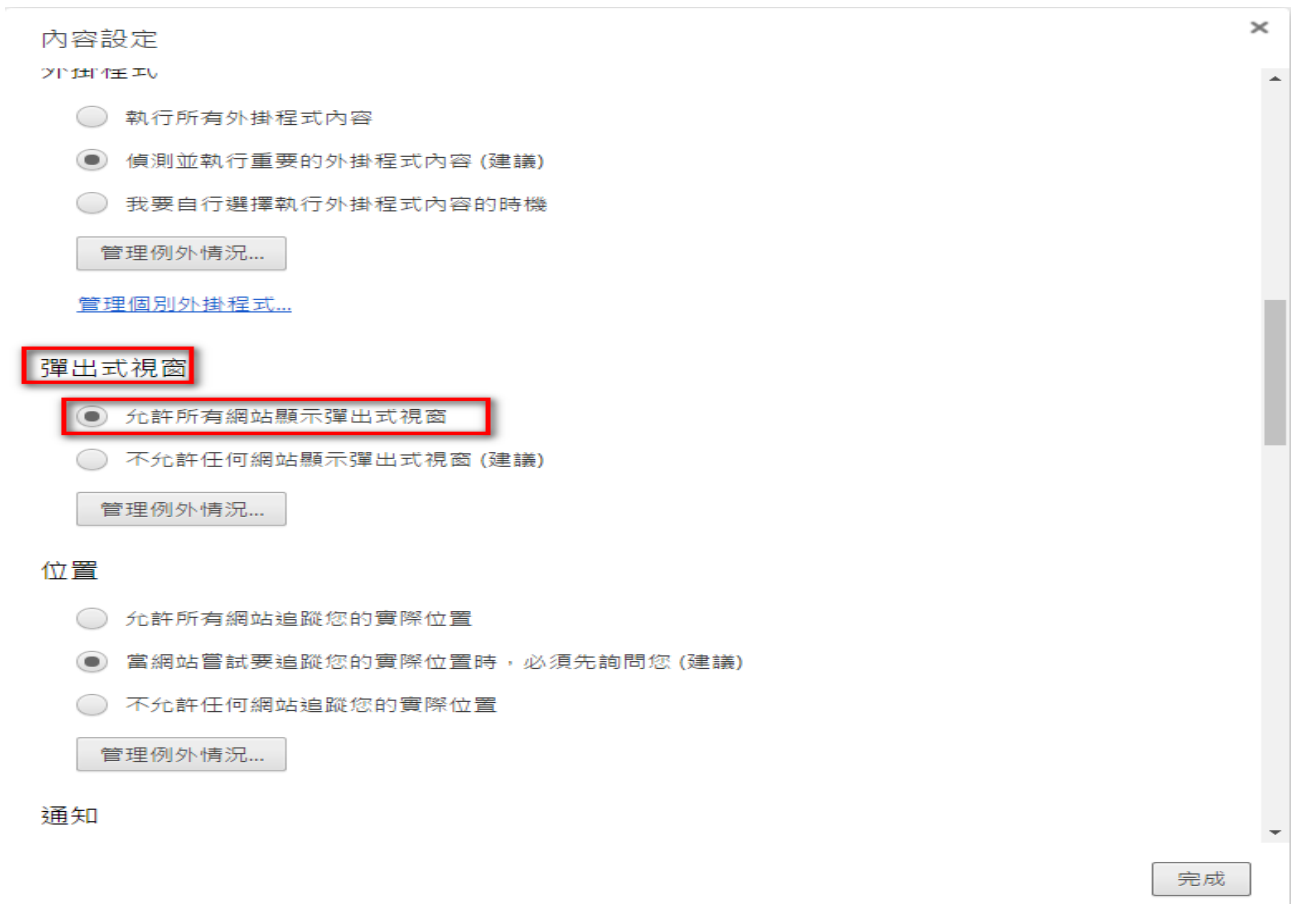 內容設定
外掛程式
執行所有外掛程式內容
偵測並執行重要的外掛程式內容 (建議)
我要自行選擇執行外掛程式內容的時機
管理例外情況...
管理個別外掛程式...
彈出式視窗
允許所有網站顯示彈出式視窗
不允許任何網站顯示彈出式視窗 (建議)
管理例外情況...
位置
允許所有網站追蹤您的實際位置
當網站嘗試要追蹤您的實際位置時，必須先詢問您 (建議)
不允許任何網站追蹤您的實際位置
管理例外情況...
通知
完成